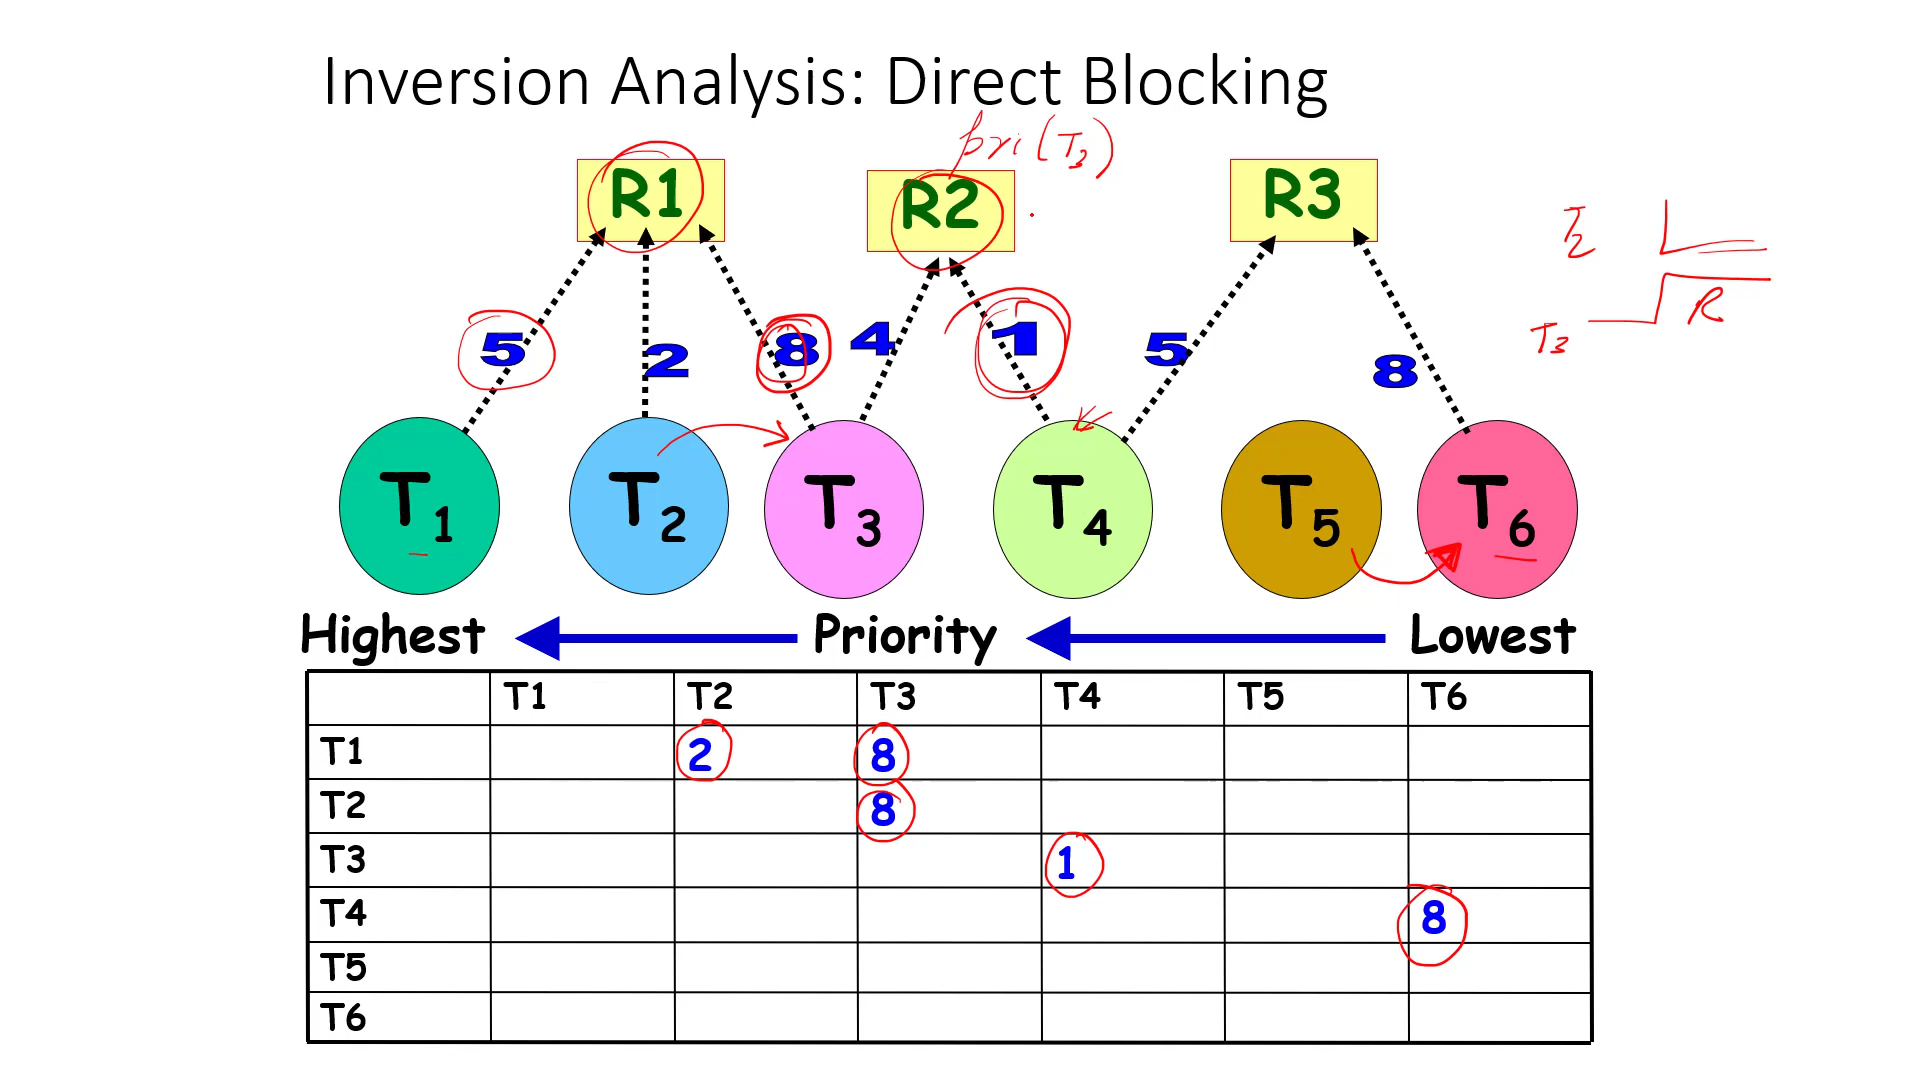 Inversion Analysis: Direct Blocking
pri(T3)
R1 R2 R3
T2
R
T3
5 2 8 4 1 5 8
T1 T2 T3 T4 T5 T6
Highest Priority Lowest
T1 T2 T3 T4 T5 T6
T1 2 8
T2 8
T3 1
T4 8
T5
T6